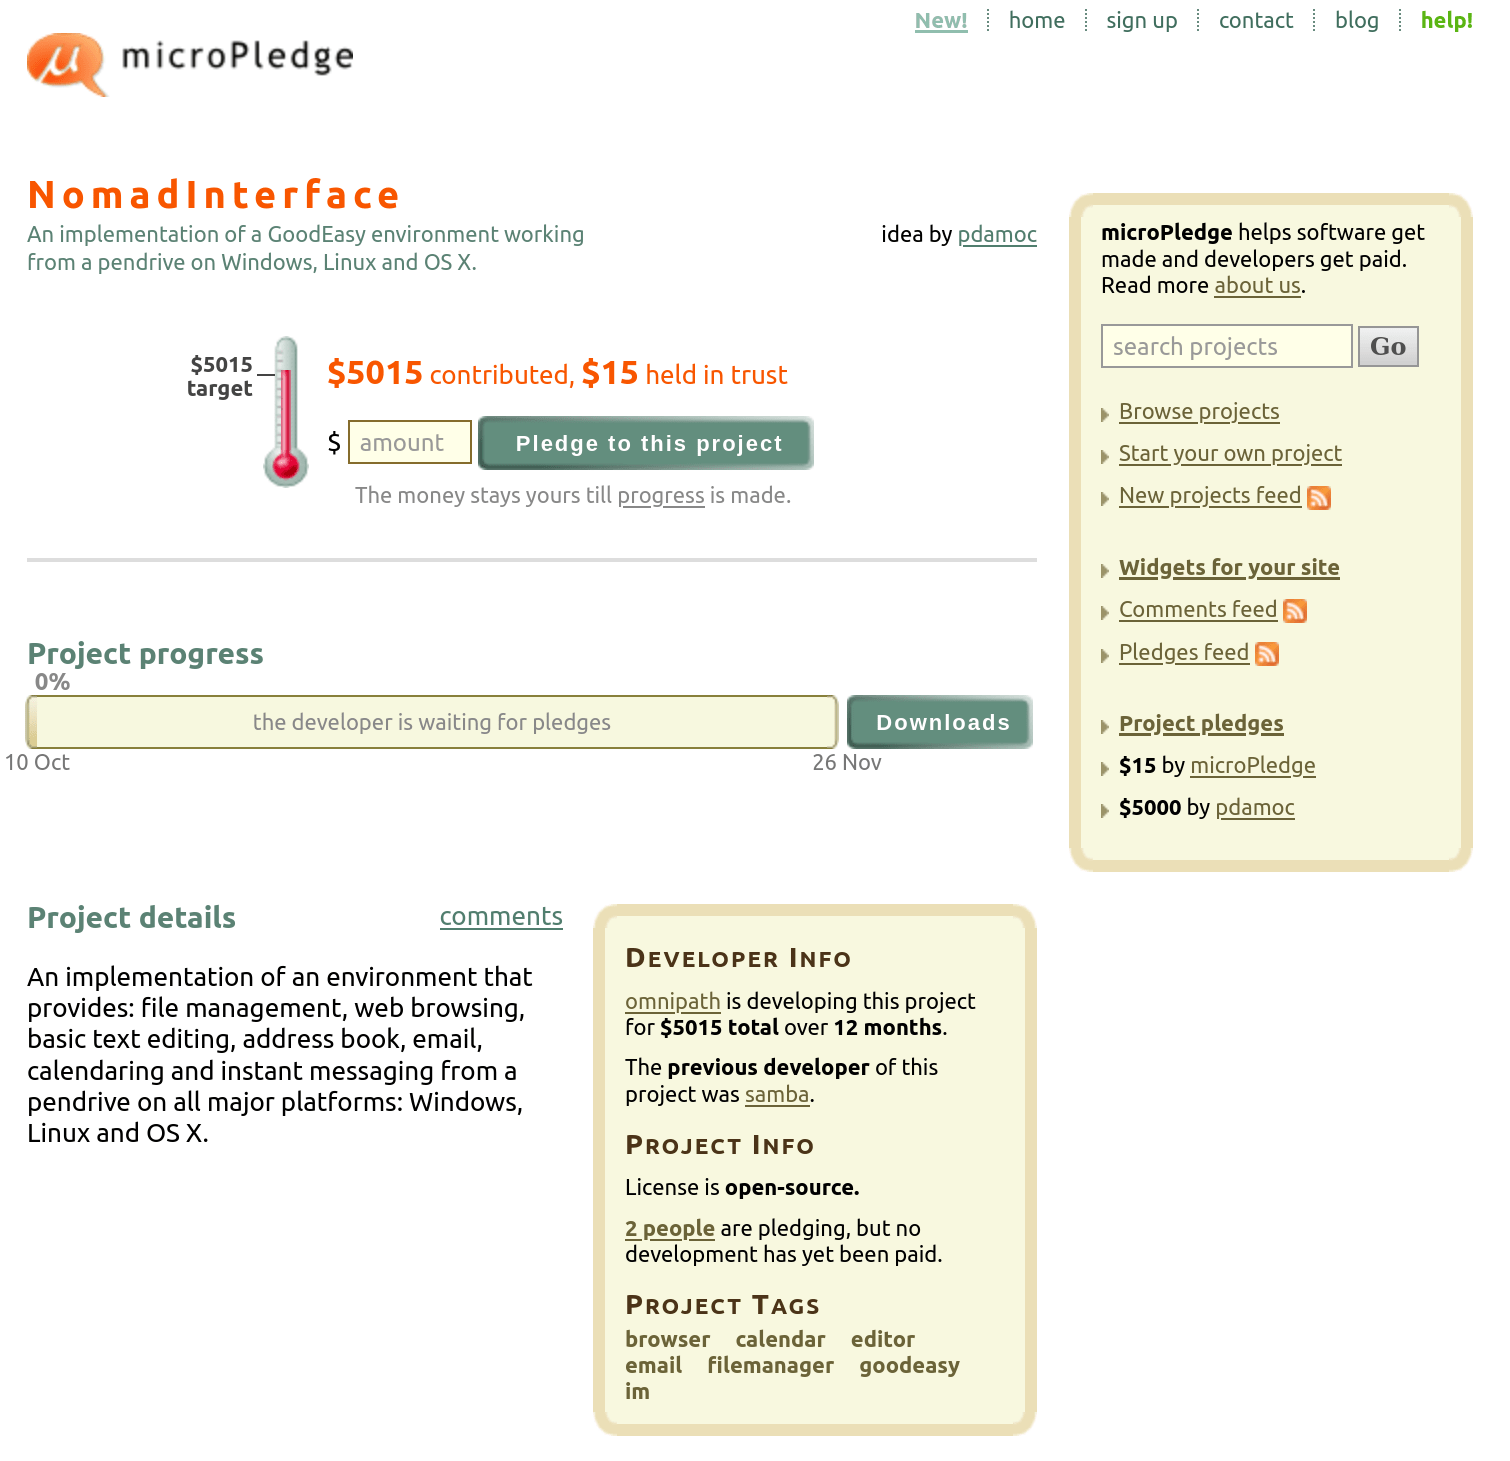 New! home sign up contact blog help!
μ microPledge
NomadInterface
An implementation of a GoodEasy environment working
from a pendrive on Windows, Linux and OS X.
idea by pdamoc
$5015
target
$5015 contributed, $15 held in trust
$ amount Pledge to this project
The money stays yours till progress is made.
Project progress
0%
the developer is waiting for pledges
Downloads
10 Oct 26 Nov
Project details comments
An implementation of an environment that
provides: file management, web browsing,
basic text editing, address book, email,
calendaring and instant messaging from a
pendrive on all major platforms: Windows,
Linux and OS X.
Developer Info
omnipath is developing this project
for $5015 total over 12 months.
The previous developer of this
project was samba.
Project Info
License is open-source.
2 people are pledging, but no
development has yet been paid.
Project Tags
browser calendar editor
email filemanager goodeasy
im
microPledge helps software get
made and developers get paid.
Read more about us.
search projects Go
Browse projects
Start your own project
New projects feed
Widgets for your site
Comments feed
Pledges feed
Project pledges
$15 by microPledge
$5000 by pdamoc